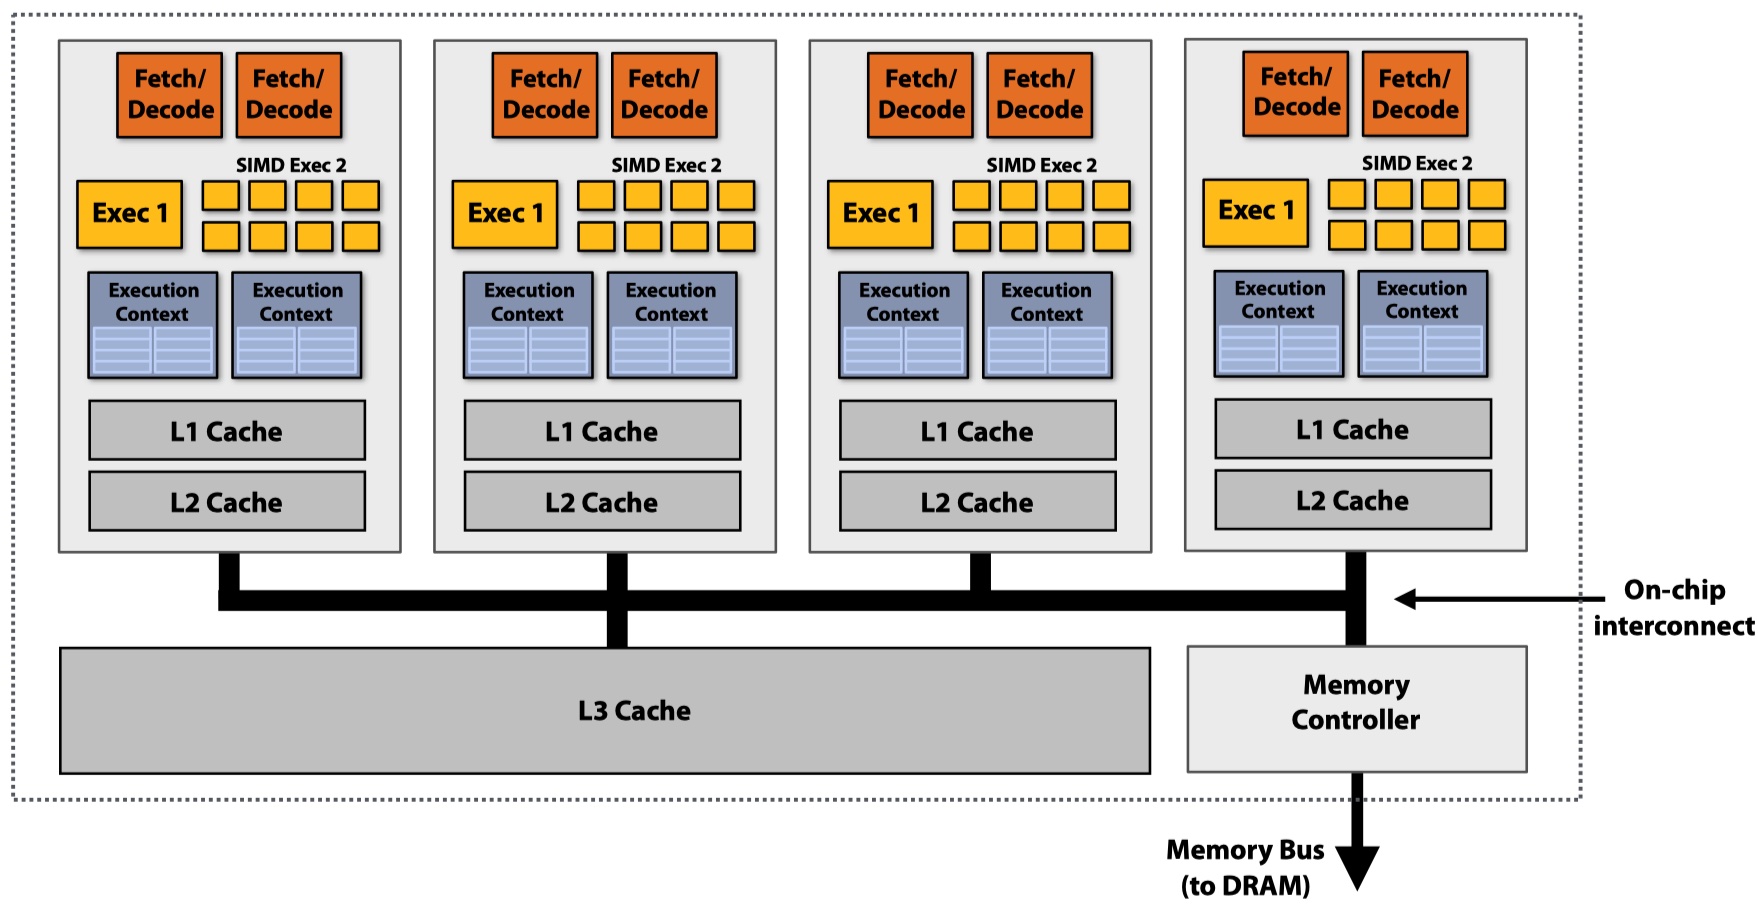 Fetch/
Decode
Fetch/
Decode
SIMD Exec 2
Exec 1
Execution
Context
Execution
Context
L1 Cache
L2 Cache
Fetch/
Decode
Fetch/
Decode
SIMD Exec 2
Exec 1
Execution
Context
Execution
Context
L1 Cache
L2 Cache
Fetch/
Decode
Fetch/
Decode
SIMD Exec 2
Exec 1
Execution
Context
Execution
Context
L1 Cache
L2 Cache
Fetch/
Decode
Fetch/
Decode
SIMD Exec 2
Exec 1
Execution
Context
Execution
Context
L1 Cache
L2 Cache
On-chip
interconnect
L3 Cache
Memory
Controller
Memory Bus
(to DRAM)